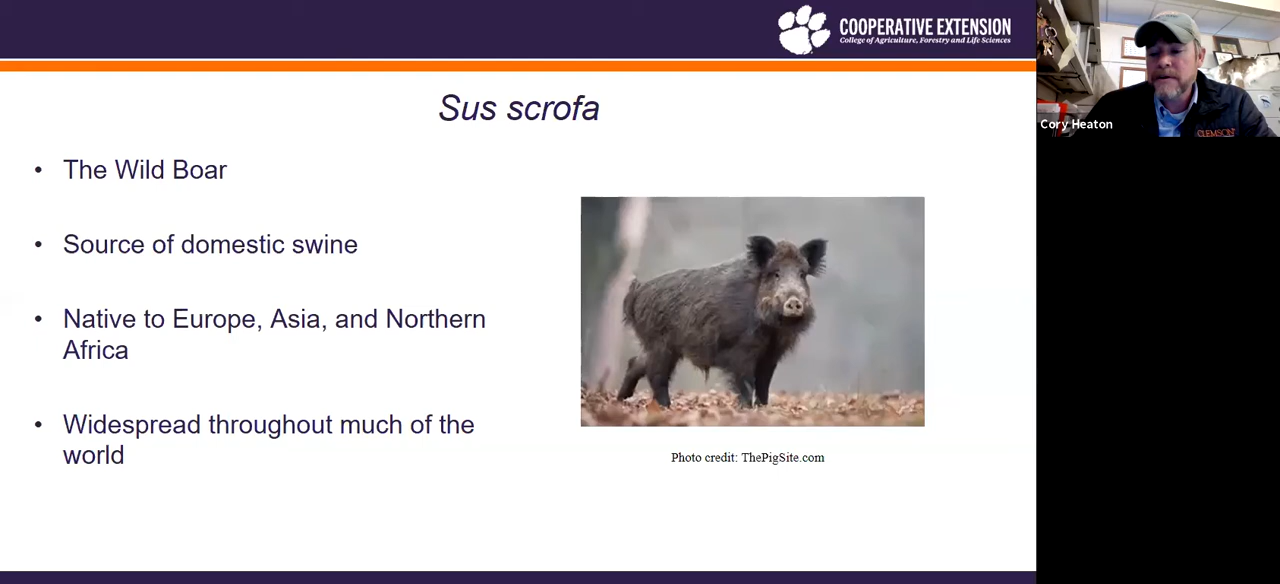 COOPERATIVE EXTENSION
College of Agriculture, Forestry and Life Sciences
Sus scrofa
• The Wild Boar
• Source of domestic swine
• Native to Europe, Asia, and Northern
Africa
• Widespread throughout much of the
world
Photo credit: ThePigSite.com
Cory Heaton
CLEMSON